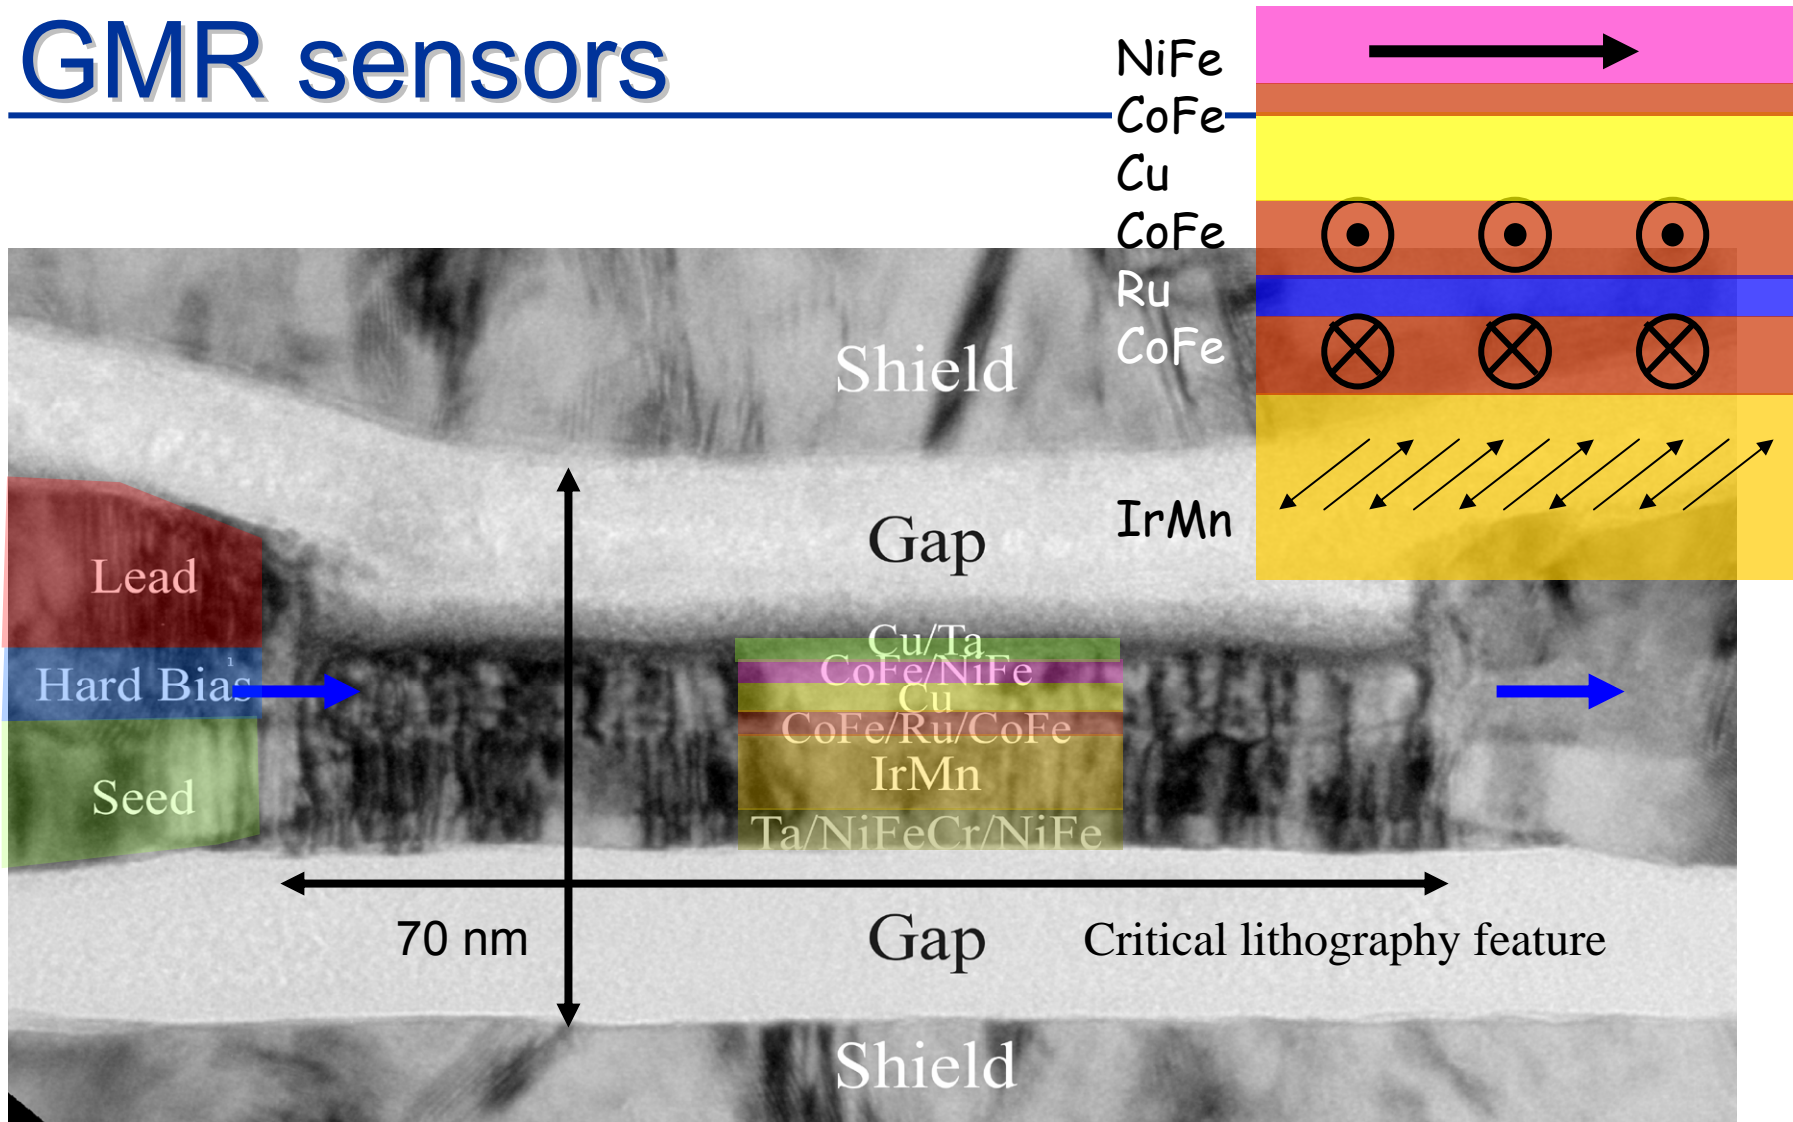 GMR sensors
NiFe
CoFe
Cu
CoFe
Ru
CoFe
IrMn
Shield
Gap
Lead
1
Hard Bias
Seed
Cu/Ta
CoFe/NiFe
Cu
CoFe/Ru/CoFe
IrMn
Ta/NiFeCr/NiFe
70 nm
Gap
Critical lithography feature
Shield